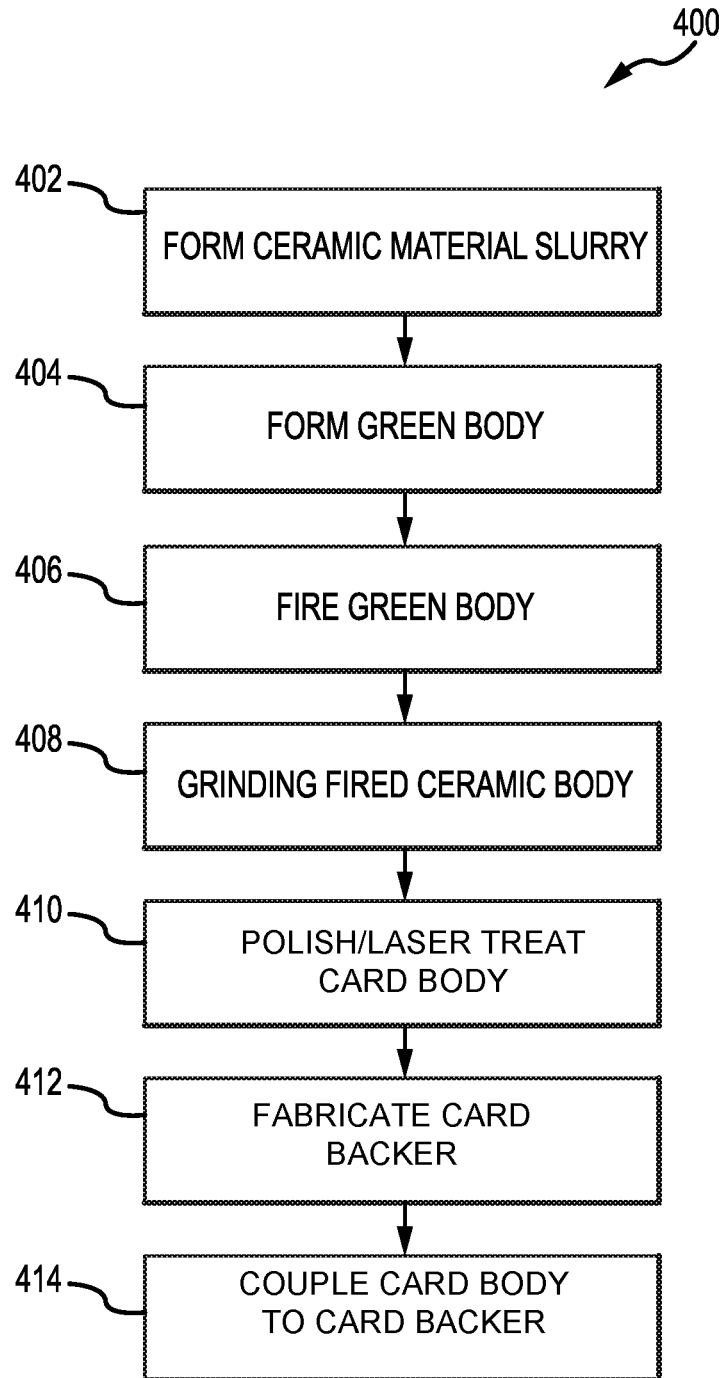 400
402
FORM CERAMIC MATERIAL SLURRY
404
FORM GREEN BODY
406
FIRE GREEN BODY
408
GRINDING FIRED CERAMIC BODY
410
POLISH/LASER TREAT
CARD BODY
412
FABRICATE CARD
BACKER
414
COUPLE CARD BODY
TO CARD BACKER